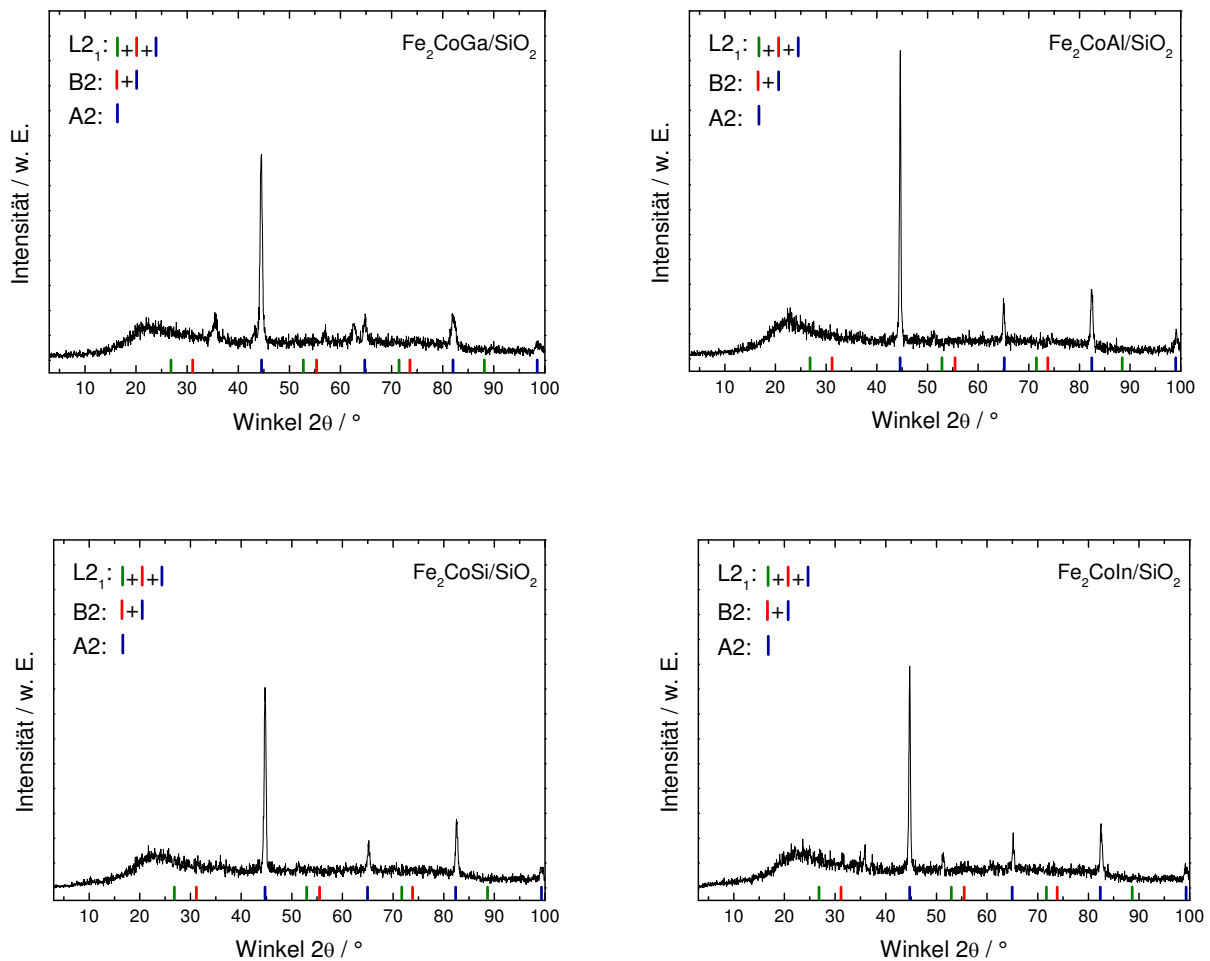 L2₁: + +
Fe₂CoGa/SiO₂
B2: +
A2:
Intensität / w. E.
10 20 30 40 50 60 70 80 90 100
Winkel 2θ / °
L2₁: + +
Fe₂CoAl/SiO₂
B2: +
A2:
Intensität / w. E.
10 20 30 40 50 60 70 80 90 100
Winkel 2θ / °
L2₁: + +
Fe₂CoSi/SiO₂
B2: +
A2:
Intensität / w. E.
10 20 30 40 50 60 70 80 90 100
Winkel 2θ / °
L2₁: + +
Fe₂CoIn/SiO₂
B2: +
A2:
Intensität / w. E.
10 20 30 40 50 60 70 80 90 100
Winkel 2θ / °